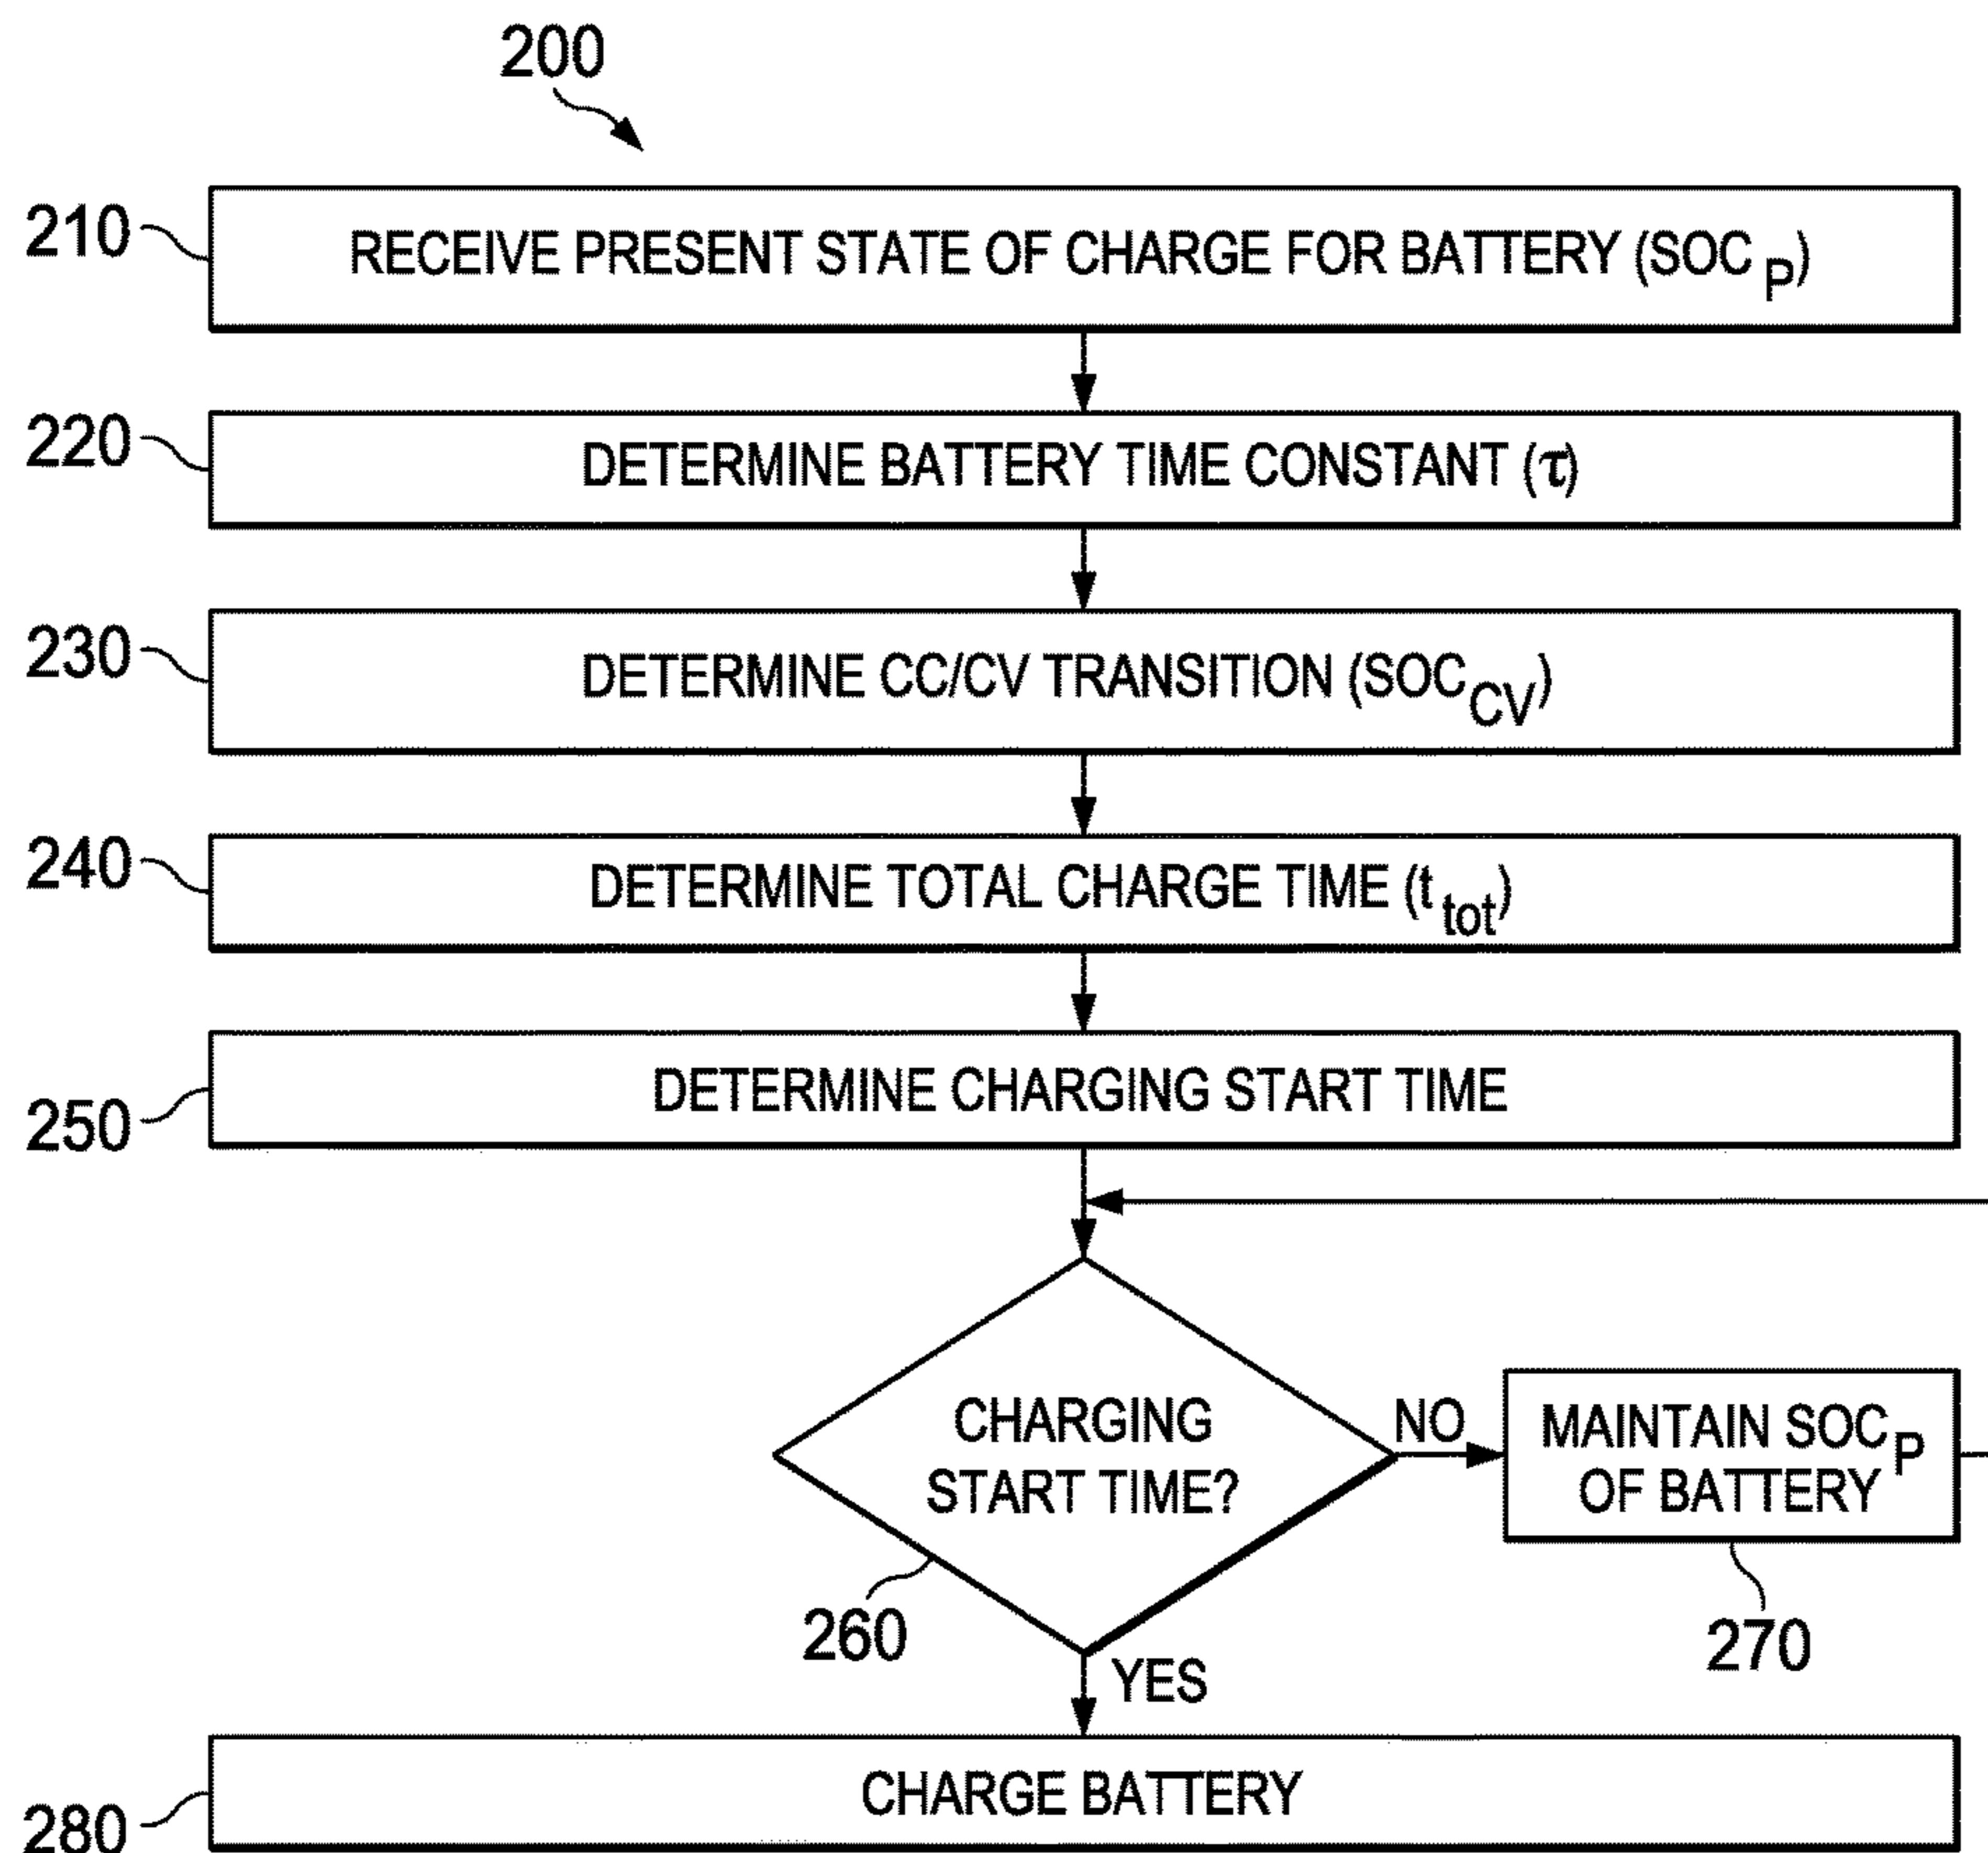 200
210
RECEIVE PRESENT STATE OF CHARGE FOR BATTERY (SOC P)
220
DETERMINE BATTERY TIME CONSTANT (τ)
230
DETERMINE CC/CV TRANSITION (SOC CV)
240
DETERMINE TOTAL CHARGE TIME (t tot)
250
DETERMINE CHARGING START TIME
CHARGING
START TIME?
NO
MAINTAIN SOC P
OF BATTERY
260
270
YES
280
CHARGE BATTERY